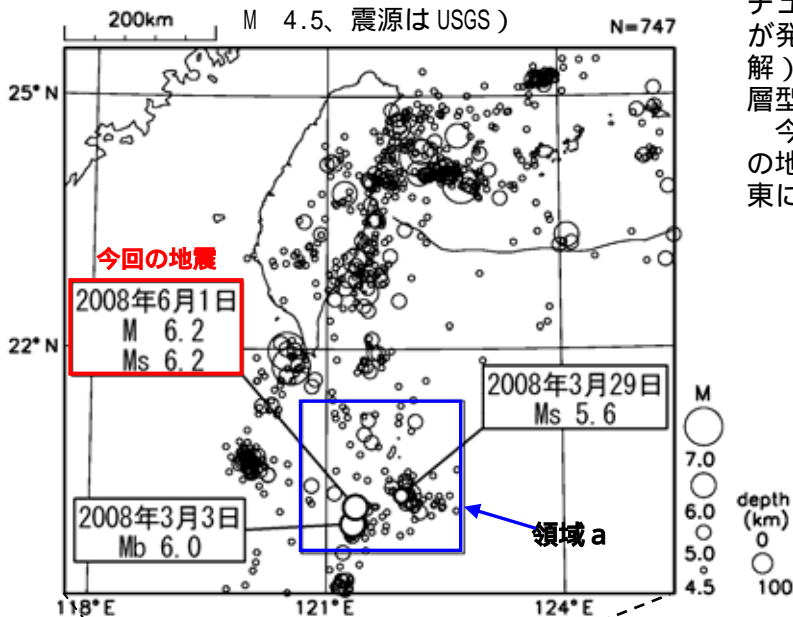 200km
M 4.5、震源は USGS）
N=747
25°N
22°N
118°E
121°E
124°E
今回の地震
2008年6月1日
M 6.2
Ms 6.2
2008年3月29日
Ms 5.6
2008年3月3日
Mb 6.0
領域a
M
7.0
6.0
5.0
4.5
depth
(km)
0
100
チュ
が発
解）
層型
今
の地
東に